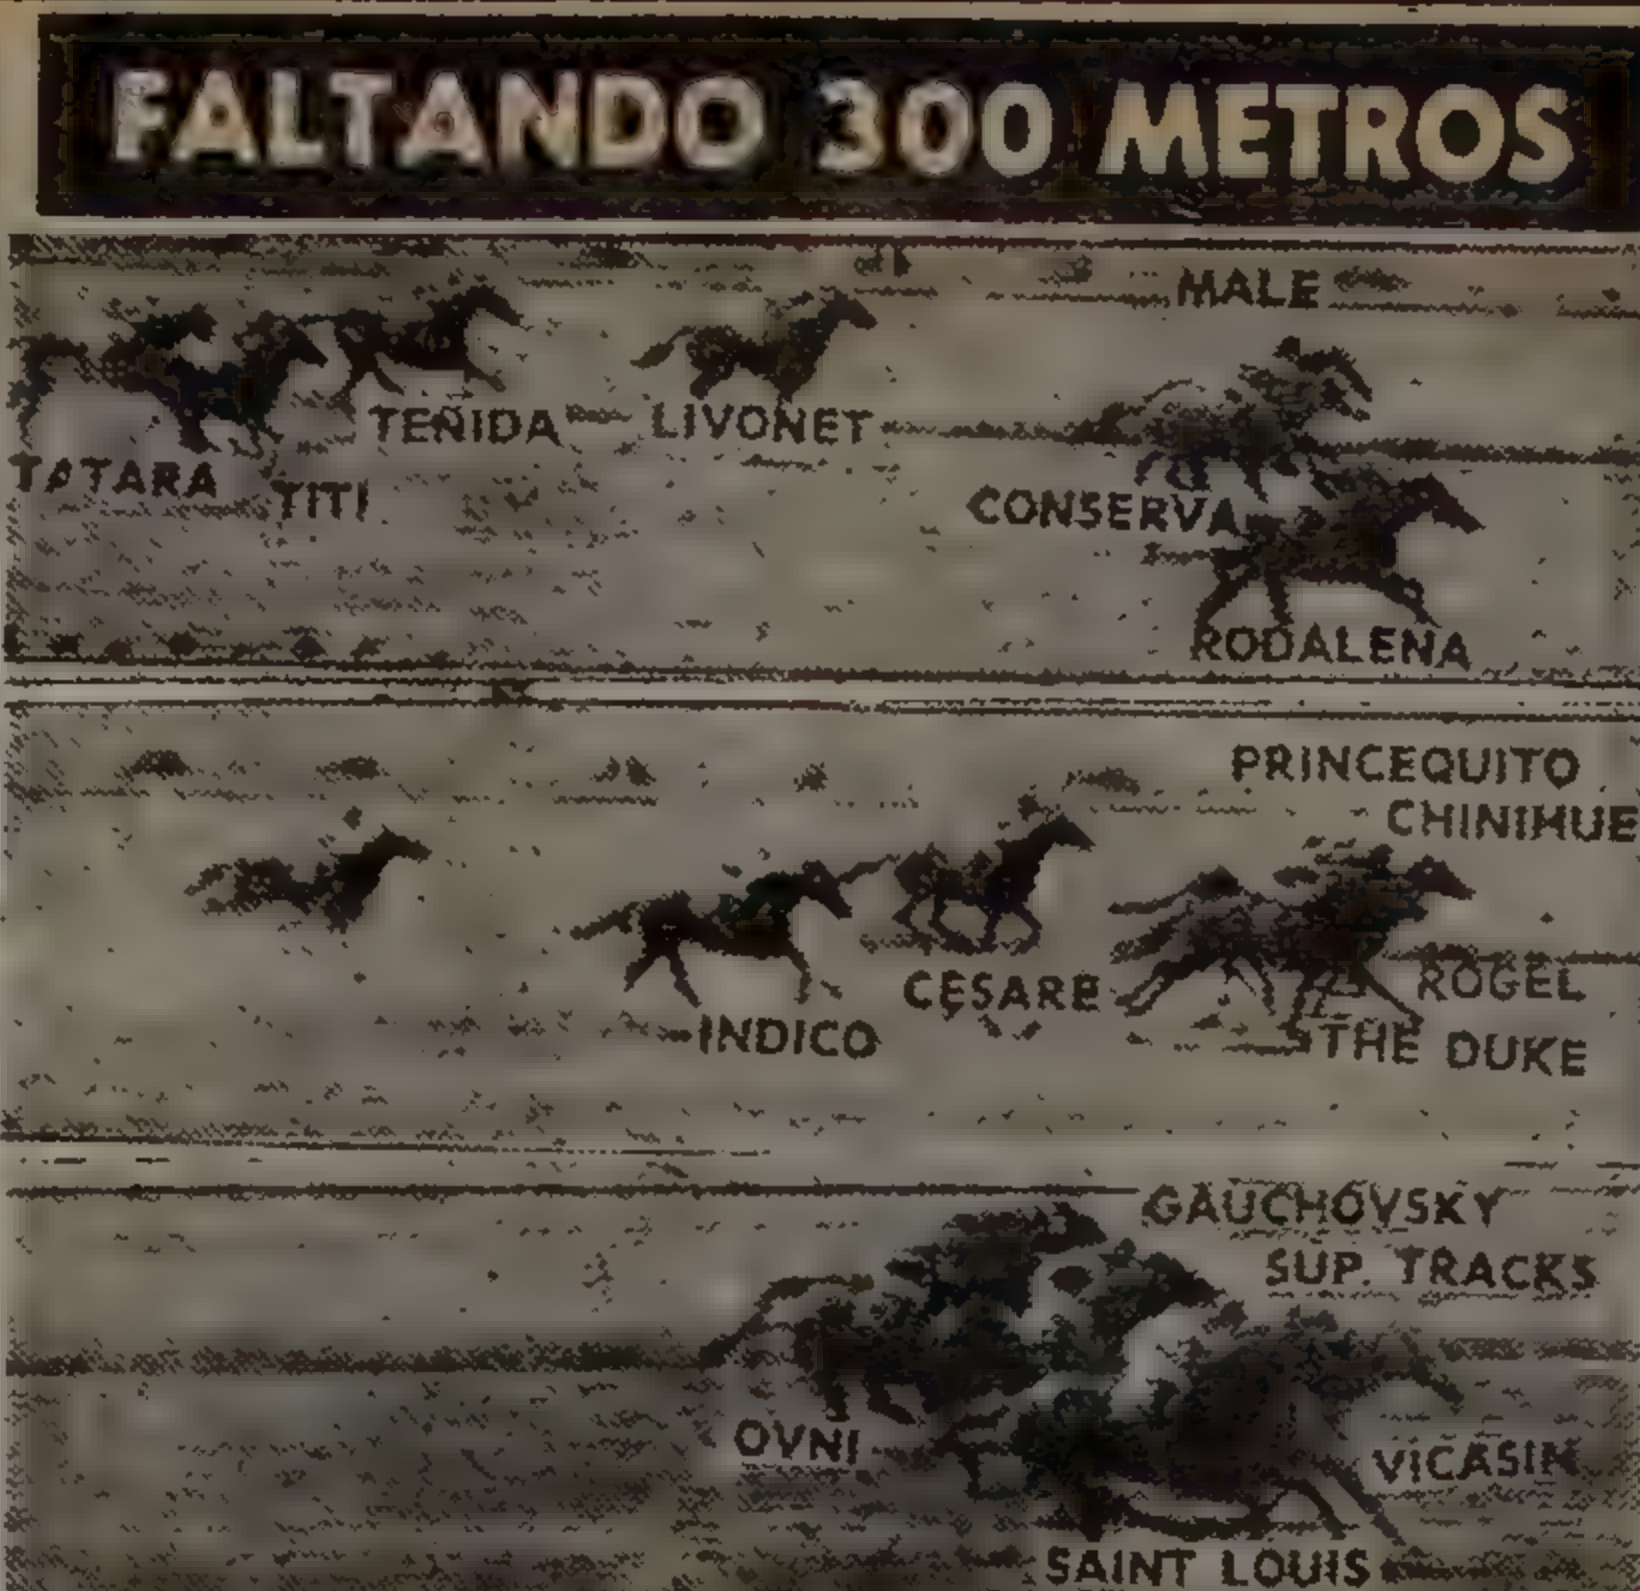 FALTANDO 300 METROS
MALE
TEÑIDA LIVONET
TATARA TITI
CONSERVA
RODALENA
PRINCEQUITO
CHINIHUE
CESARE
ROGEL
INDICO
THE DUKE
GAUCHOVSKY
SUP. TRACKS
OVNI
VICASIN
SAINT LOUIS